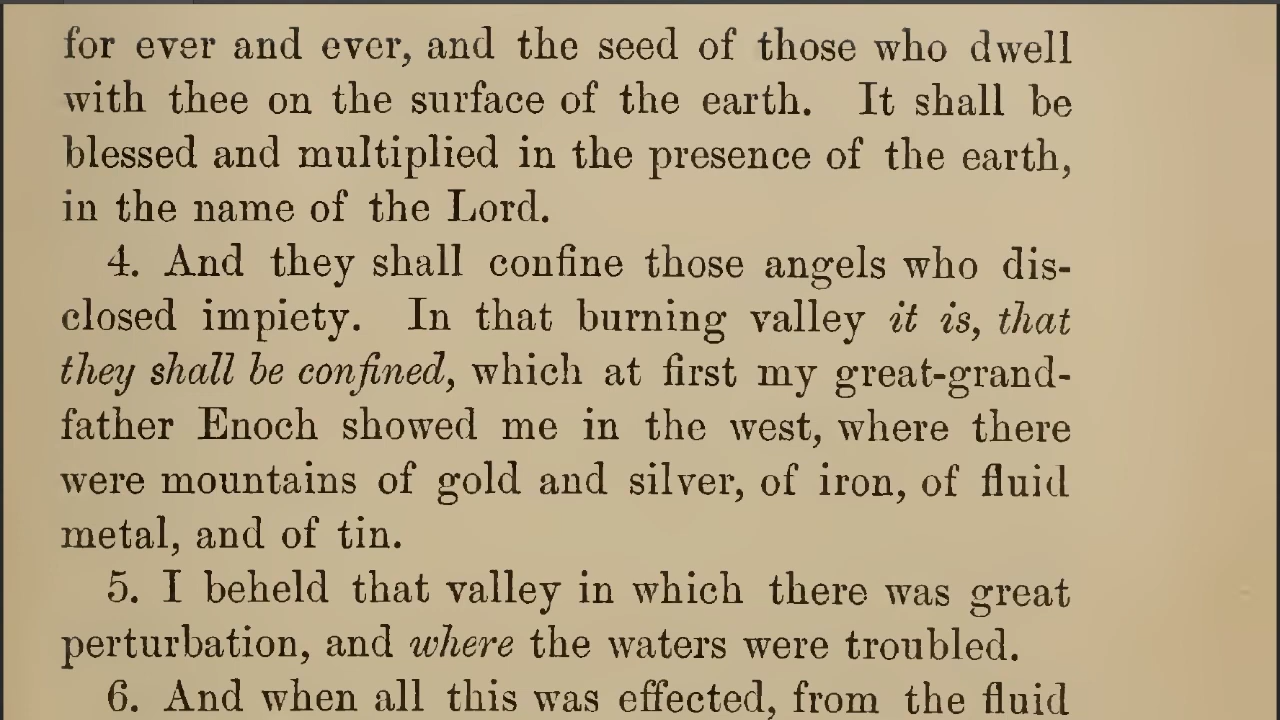 for ever and ever, and the seed of those who dwell
with thee on the surface of the earth. It shall be
blessed and multiplied in the presence of the earth,
in the name of the Lord.
4. And they shall confine those angels who dis-
closed impiety. In that burning valley it is, that
they shall be confined, which at first my great-grand-
father Enoch showed me in the west, where there
were mountains of gold and silver, of iron, of fluid
metal, and of tin.
5. I beheld that valley in which there was great
perturbation, and where the waters were troubled.
6. And when all this was effected, from the fluid